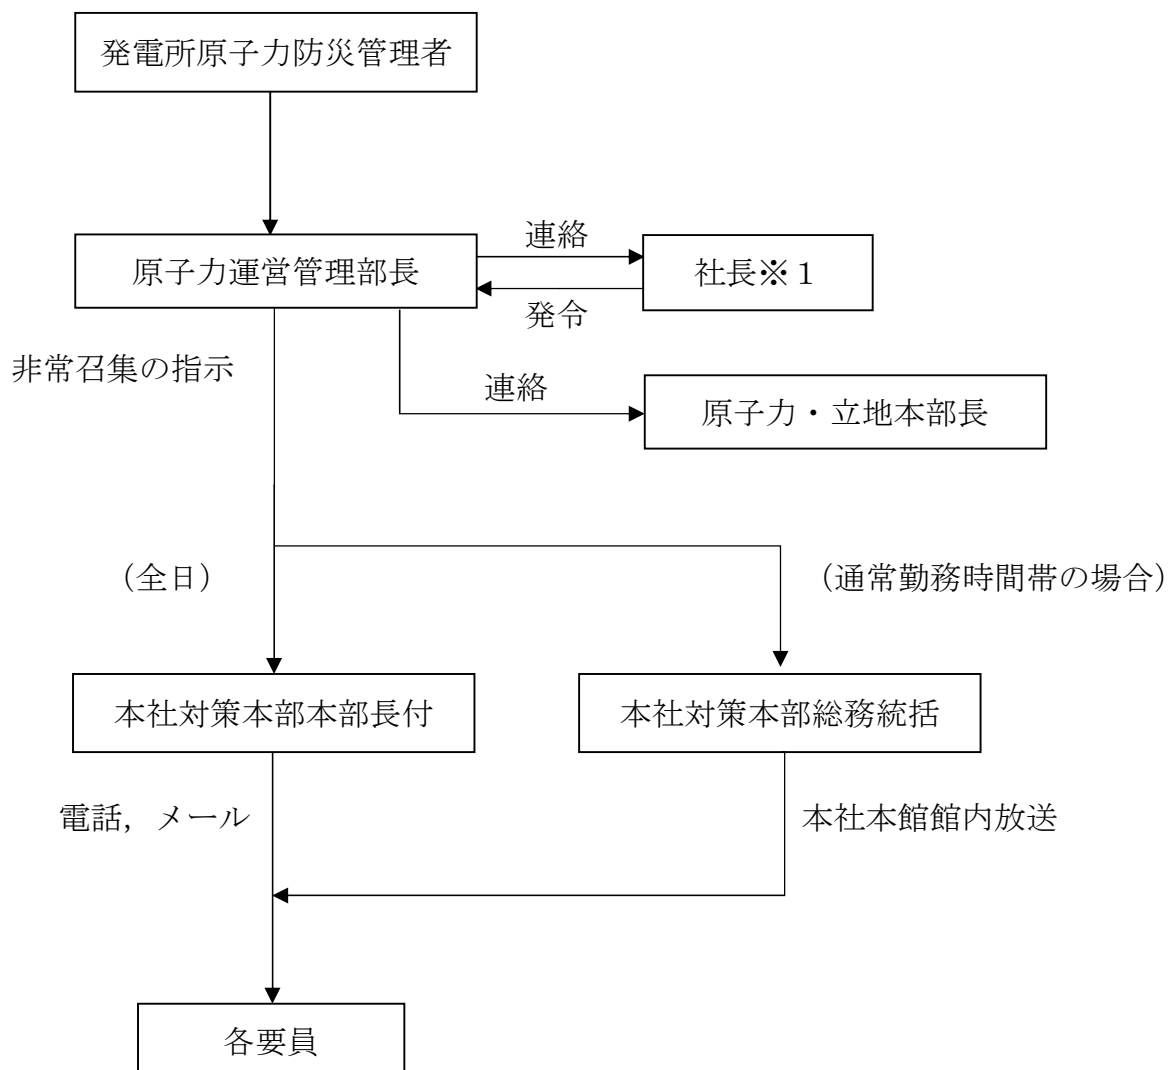 発電所原子力防災管理者
連絡
原子力運営管理部長
社長※１
発令
非常召集の指示
連絡
原子力・立地本部長
（全日）
（通常勤務時間帯の場合）
本社対策本部本部長付
本社対策本部総務統括
電話，メール
本社本館館内放送
各要員